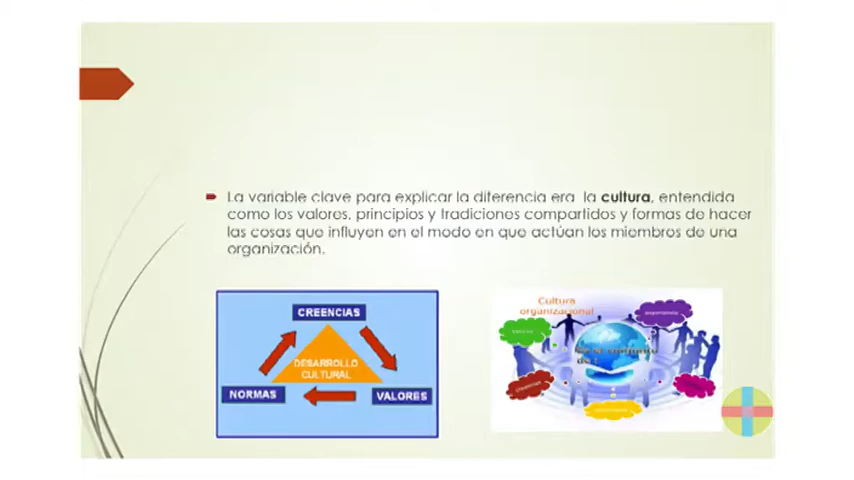 La variable clave para explicar la diferencia era la cultura, entendida
como los valores, principios y tradiciones compartidos y formas de hacer
las cosas que influyen en el modo en que actúan los miembros de una
organización.
CREENCIAS
DESARROLLO
CULTURAL
NORMAS
VALORES
Cultura
organizacional